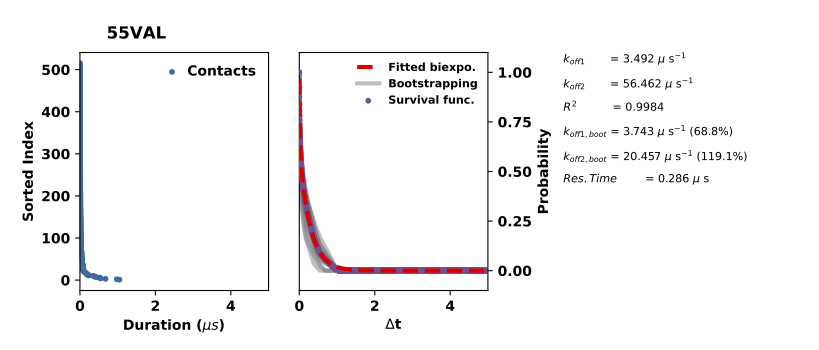 55VAL
Contacts
500
400
300
200
100
0
Sorted Index
0 2 4
Duration (μs)
Fitted biexpo.
Bootstrapping
Survival func.
1.00
0.75
0.50
0.25
0.00
Probability
0 2 4
Δt
k_off1 = 3.492 μ s⁻¹
k_off2 = 56.462 μ s⁻¹
R² = 0.9984
k_off1,boot = 3.743 μ s⁻¹ (68.8%)
k_off2,boot = 20.457 μ s⁻¹ (119.1%)
Res. Time = 0.286 μ s